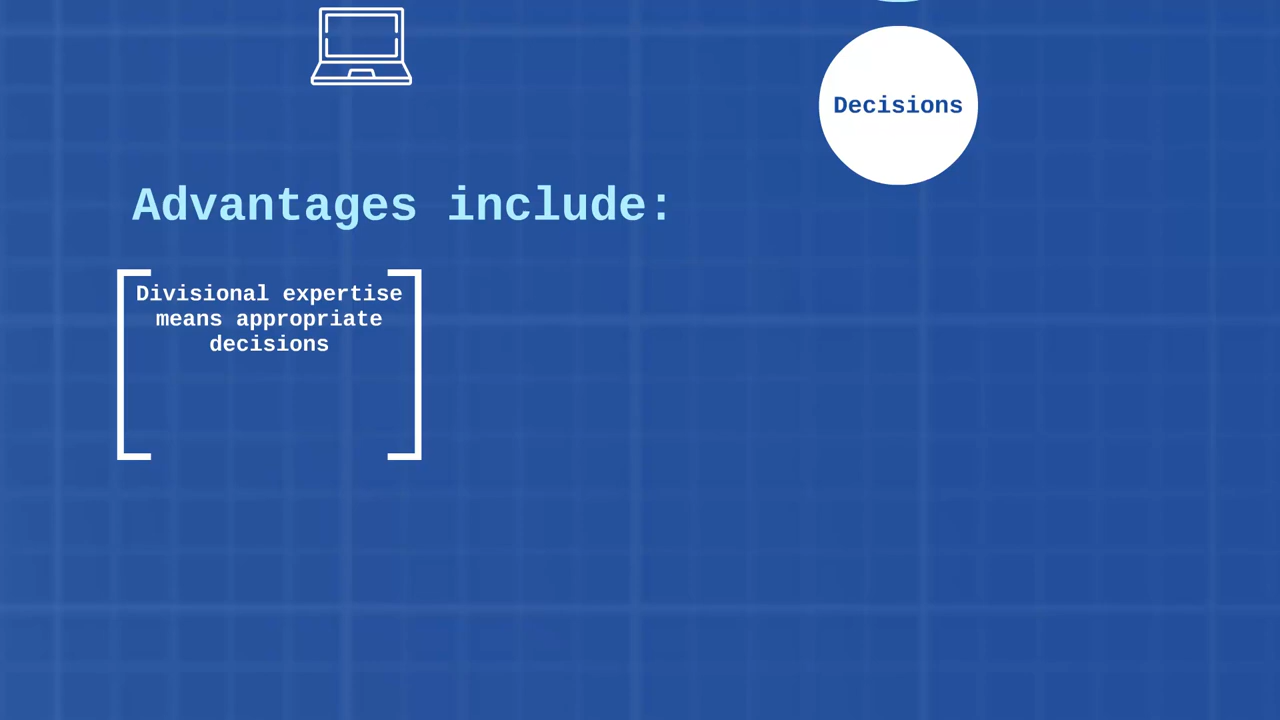 Decisions
Advantages include:
Divisional expertise
means appropriate
decisions